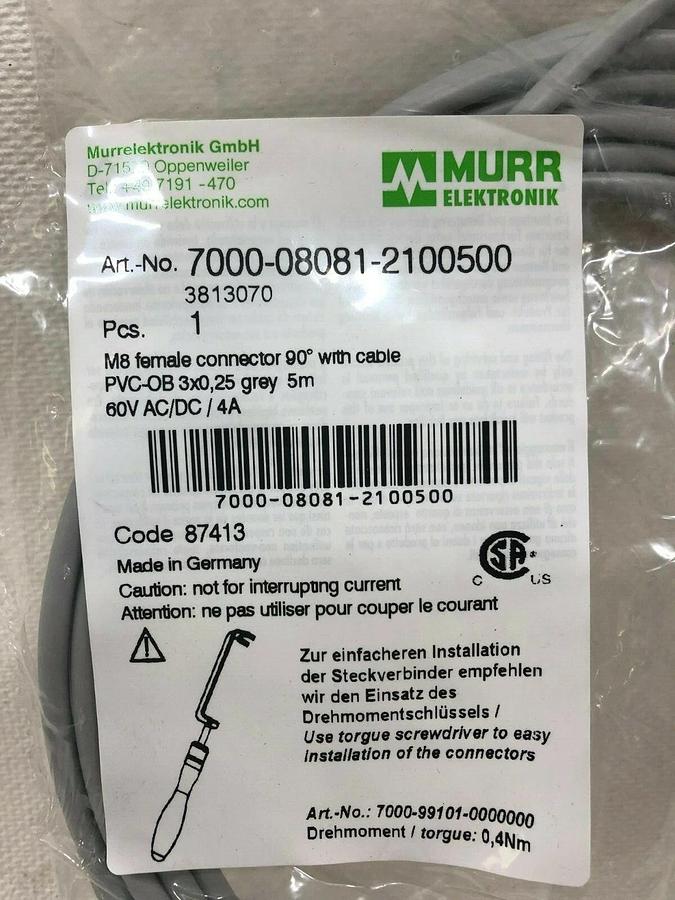 Murrelektronik GmbH
Oppenweiler
MURR
ELEKTRONIK
Art.-No. 7000-08081-2100500
3813070
Pcs. 1
M8 female connector 90° with cable
PVC-OB 3x0,25 grey 5m
60V AC/DC / 4A
7000-08081-2100500
Code 87413
Made in Germany
Caution: not for interrupting current
Attention: ne pas utiliser pour couper le courant
SA
C US
Zur einfacheren Installation
der Steckverbinder empfehlen
wir den Einsatz des
Drehmomentschlüssels /
Use torgue screwdriver to easy
installation of the connectors
Art.-No.: 7000-99101-0000000
Drehmoment / torgue: 0,4Nm